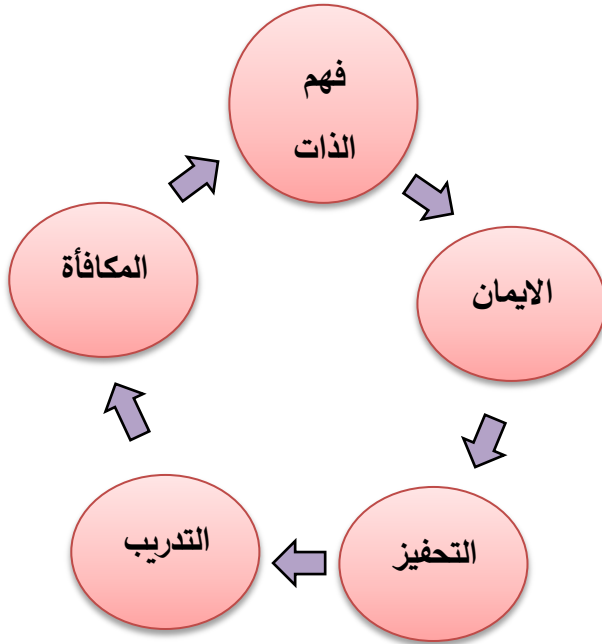 فهم
الذات
الايمان
التحفيز
التدريب
المكافأة